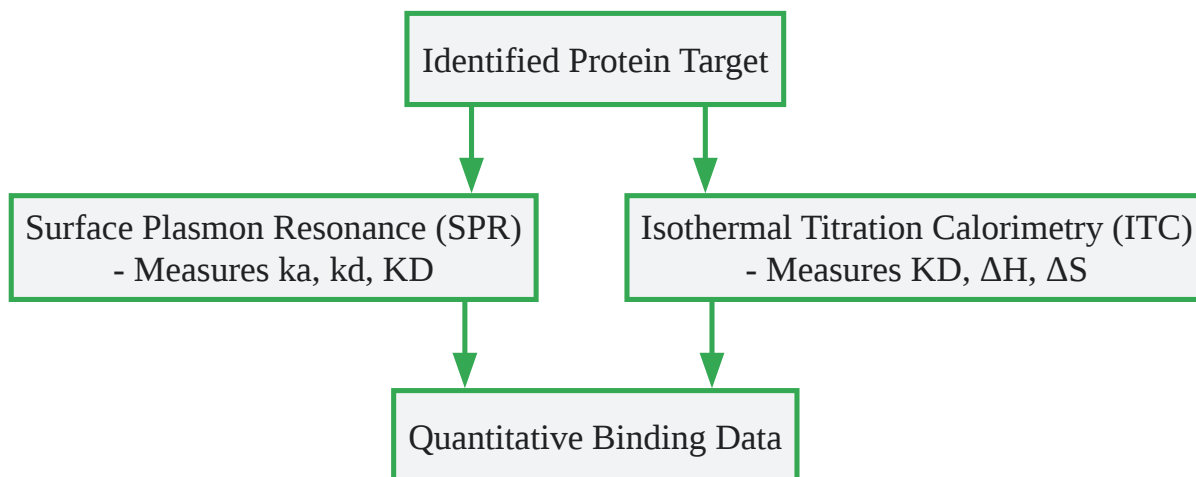 Identified Protein Target
Surface Plasmon Resonance (SPR)
- Measures ka, kd, KD
Isothermal Titration Calorimetry (ITC)
- Measures KD, ΔH, ΔS
Quantitative Binding Data